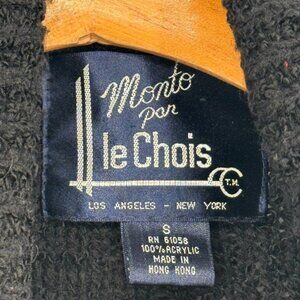 Monto
par
le Chois
T.M.
LOS ANGELES - NEW YORK
S
RN 61058
100% ACRYLIC
MADE IN
HONG KONG